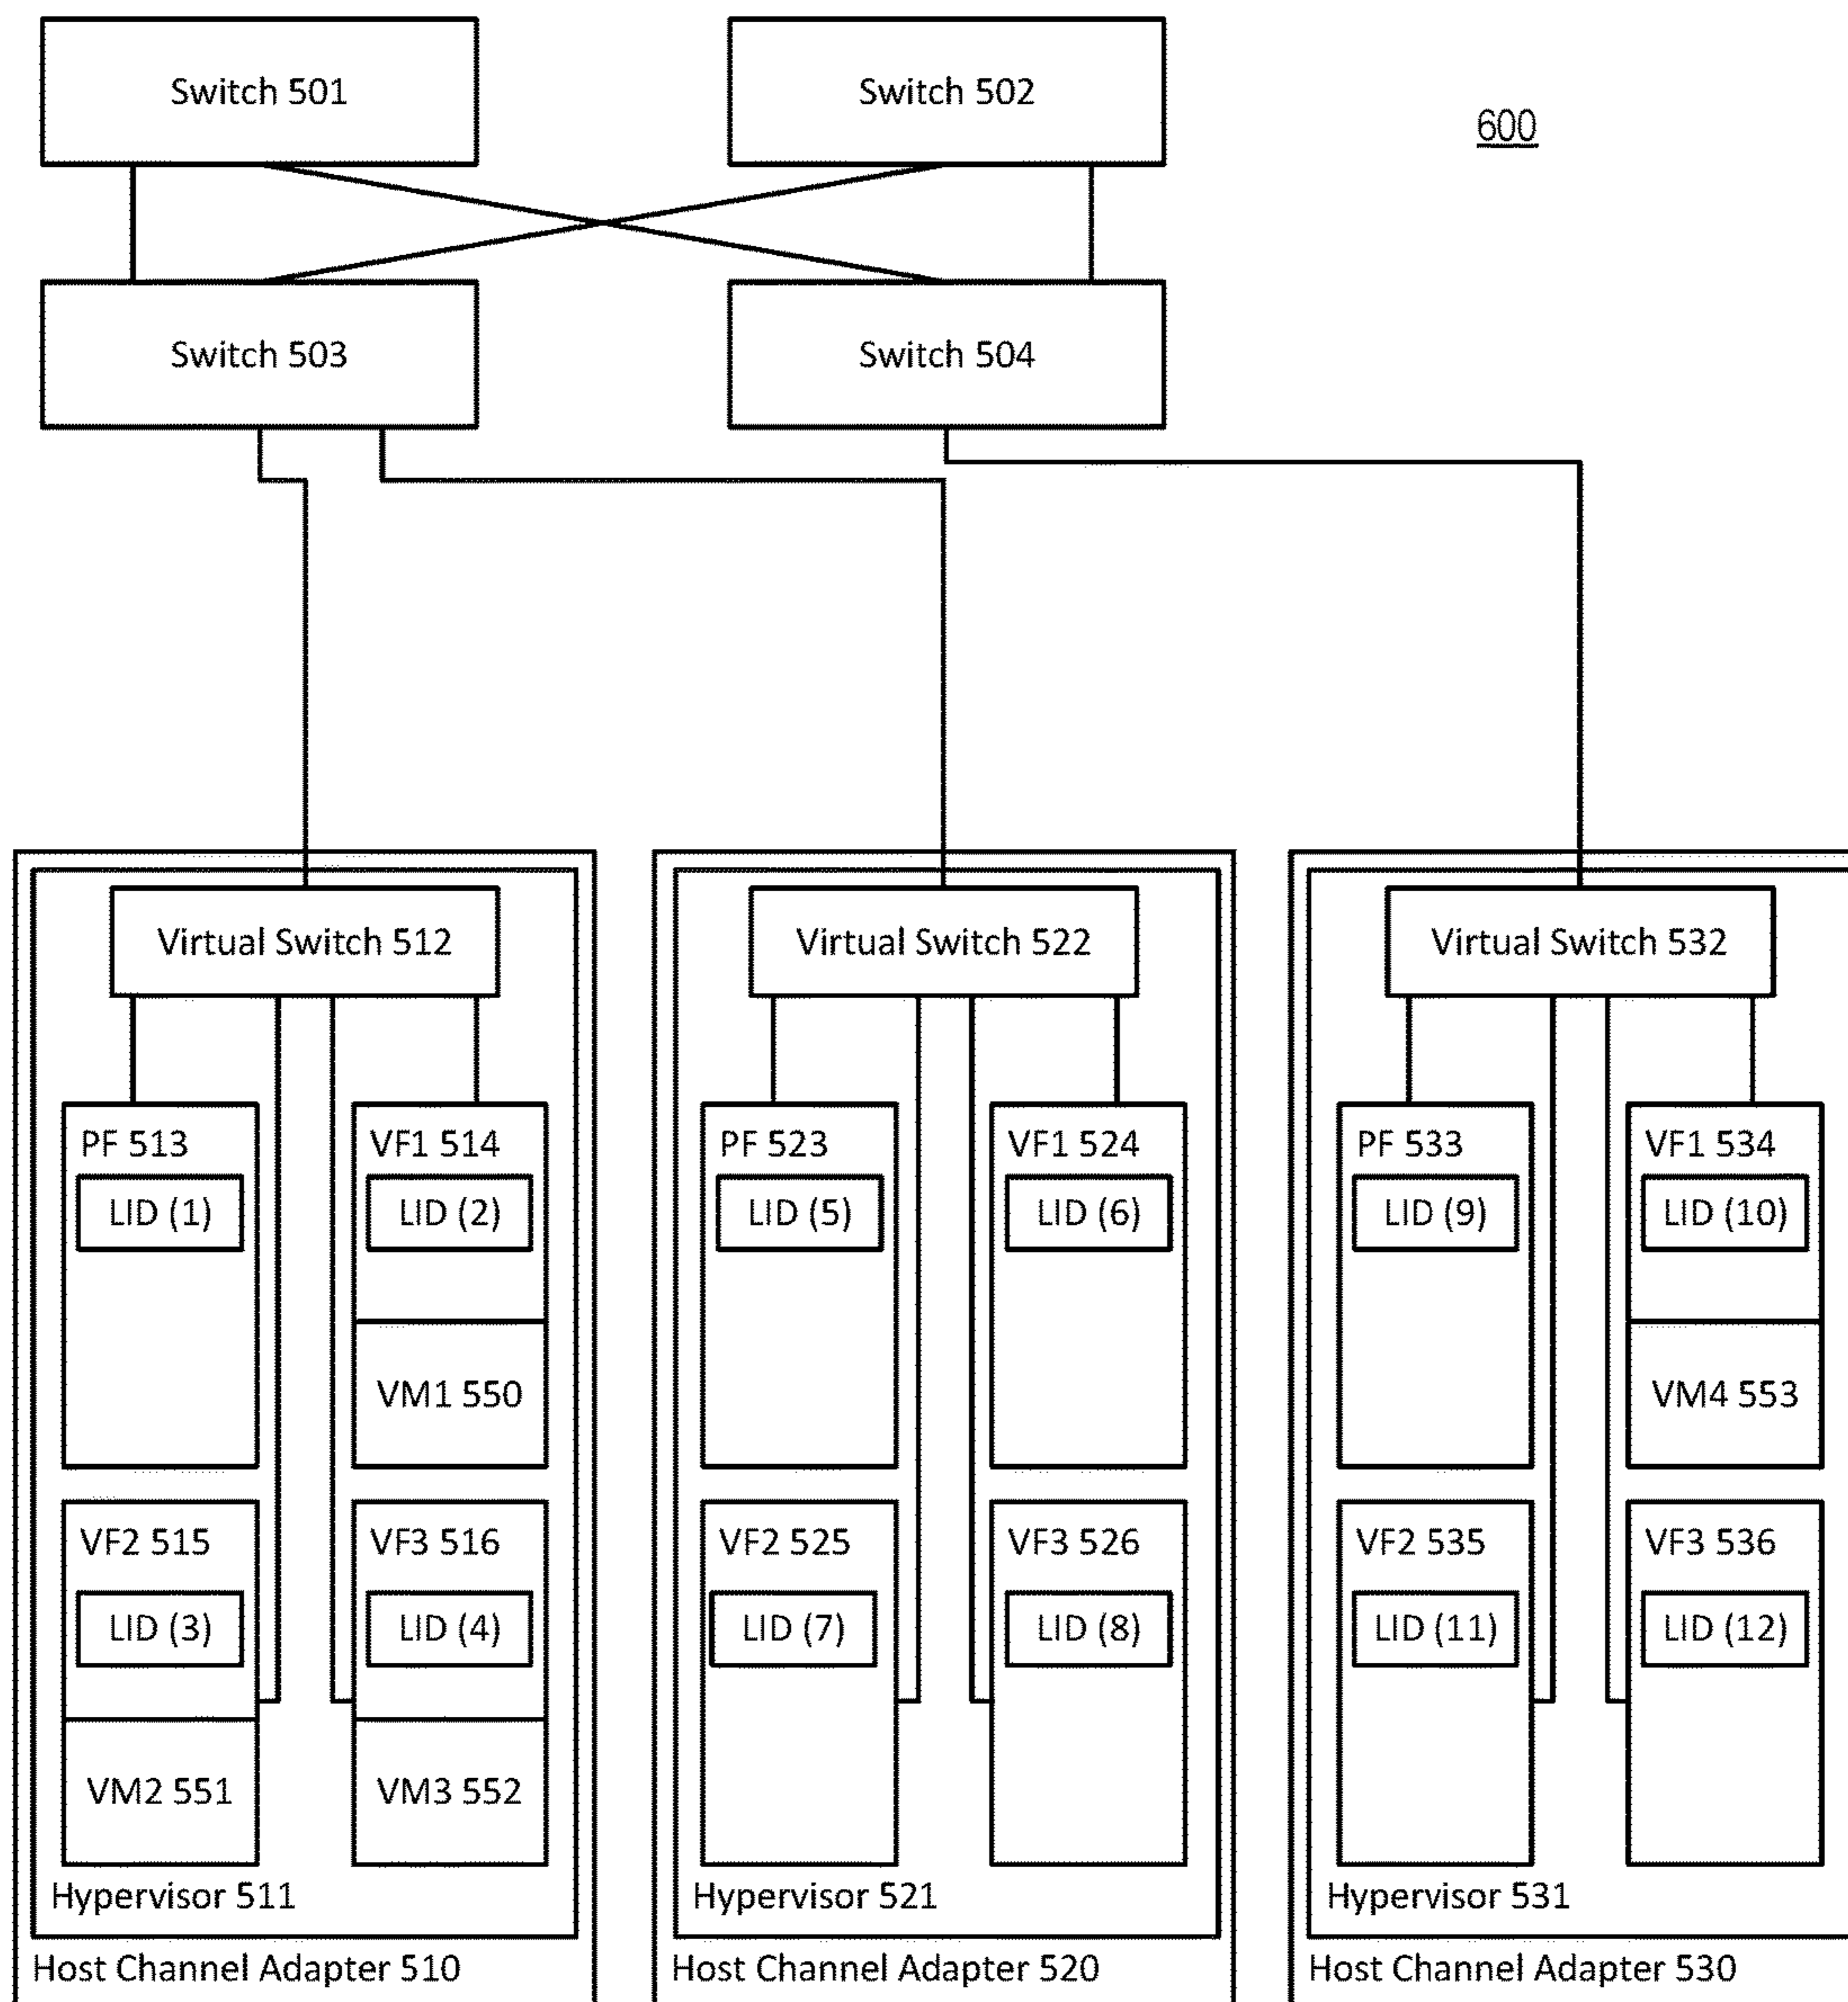 Switch 501
Switch 502
600
Switch 503
Switch 504
Virtual Switch 512
Virtual Switch 522
Virtual Switch 532
PF 513
LID (1)
VF1 514
LID (2)
VM1 550
PF 523
LID (5)
VF1 524
LID (6)
PF 533
LID (9)
VF1 534
LID (10)
VM4 553
VF2 515
LID (3)
VM2 551
VF3 516
LID (4)
VM3 552
VF2 525
LID (7)
VF3 526
LID (8)
VF2 535
LID (11)
VF3 536
LID (12)
Hypervisor 511
Hypervisor 521
Hypervisor 531
Host Channel Adapter 510
Host Channel Adapter 520
Host Channel Adapter 530